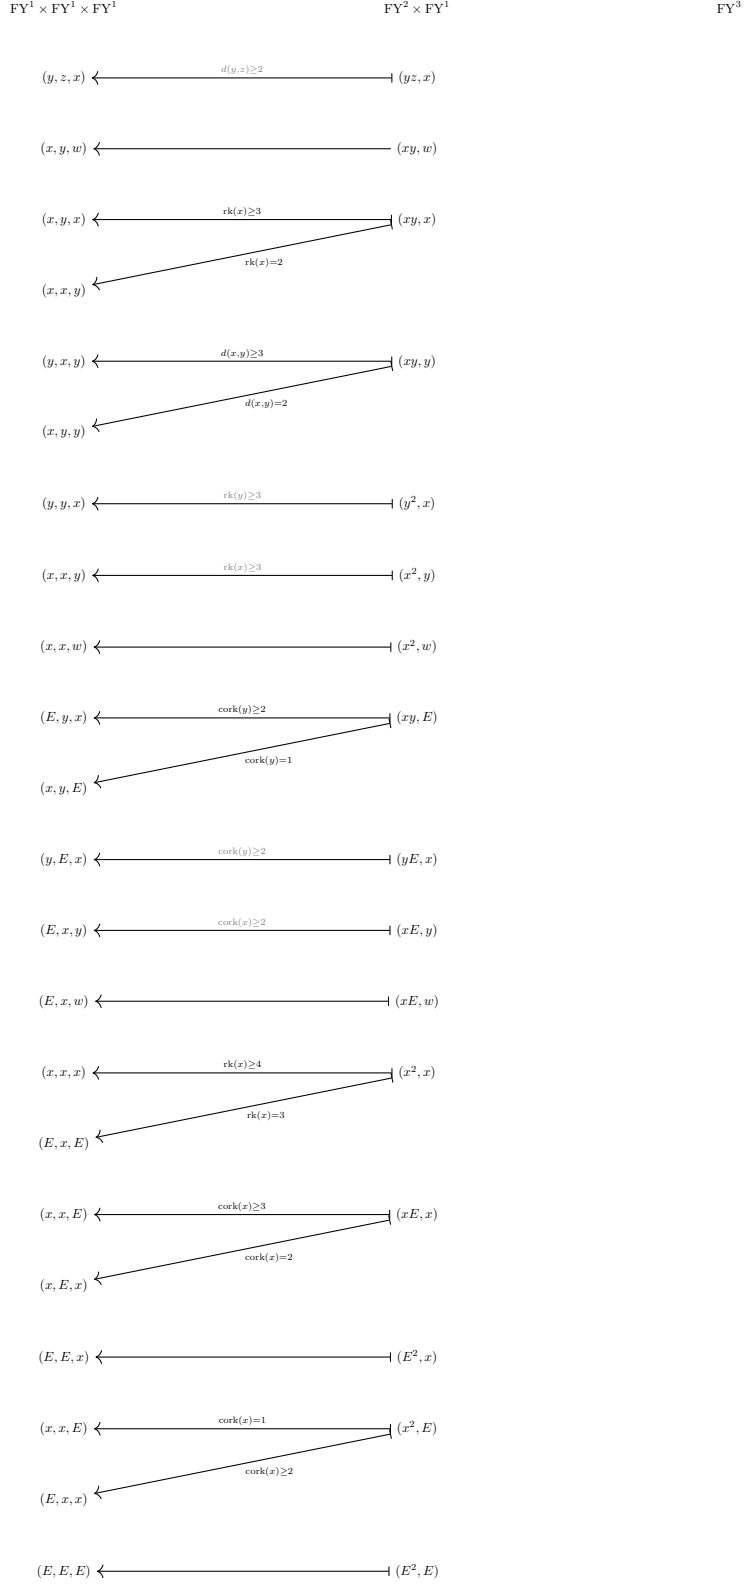 FY¹ × FY¹ × FY¹ FY² × FY¹ FY³
d(y,z)≥2
(y, z, x) (yz, x)
(x, y, w) (xy, w)
rk(x)≥3
(x, y, x) (xy, x)
rk(x)=2
(x, x, y)
d(x,y)≥3
(y, x, y) (xy, y)
d(x,y)=2
(x, y, y)
rk(y)≥3
(y, y, x) (y², x)
rk(x)≥3
(x, x, y) (x², y)
(x, x, w) (x², w)
cork(y)≥2
(E, y, x) (xy, E)
cork(y)=1
(x, y, E)
cork(y)≥2
(y, E, x) (yE, x)
cork(x)≥2
(E, x, y) (xE, y)
(E, x, w) (xE, w)
rk(x)≥4
(x, x, x) (x², x)
rk(x)=3
(E, x, E)
cork(x)≥3
(x, x, E) (xE, x)
cork(x)=2
(x, E, x)
(E, E, x) (E², x)
cork(x)=1
(x, x, E) (x², E)
cork(x)≥2
(E, x, x)
(E, E, E) (E², E)